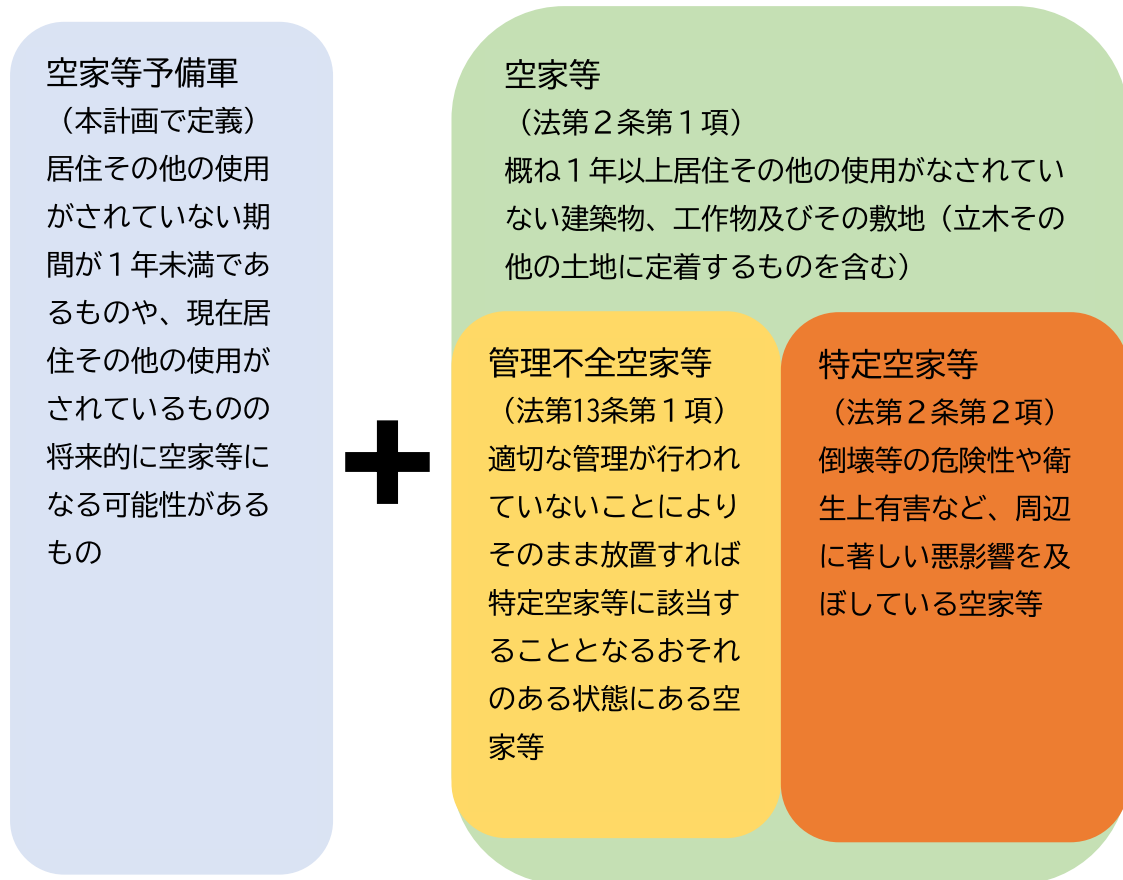 空家等予備軍
（本計画で定義）
居住その他の使用
がされていない期
間が１年未満であ
るものや、現在居
住その他の使用が
されているものの
将来的に空家等に
なる可能性がある
もの
空家等
（法第２条第１項）
概ね１年以上居住その他の使用がなされてい
ない建築物、工作物及びその敷地（立木その
他の土地に定着するものを含む）
管理不全空家等
（法第13条第１項）
適切な管理が行われ
ていないことにより
そのまま放置すれば
特定空家等に該当す
ることとなるおそれ
のある状態にある空
家等
特定空家等
（法第２条第２項）
倒壊等の危険性や衛
生上有害など、周辺
に著しい悪影響を及
ぼしている空家等